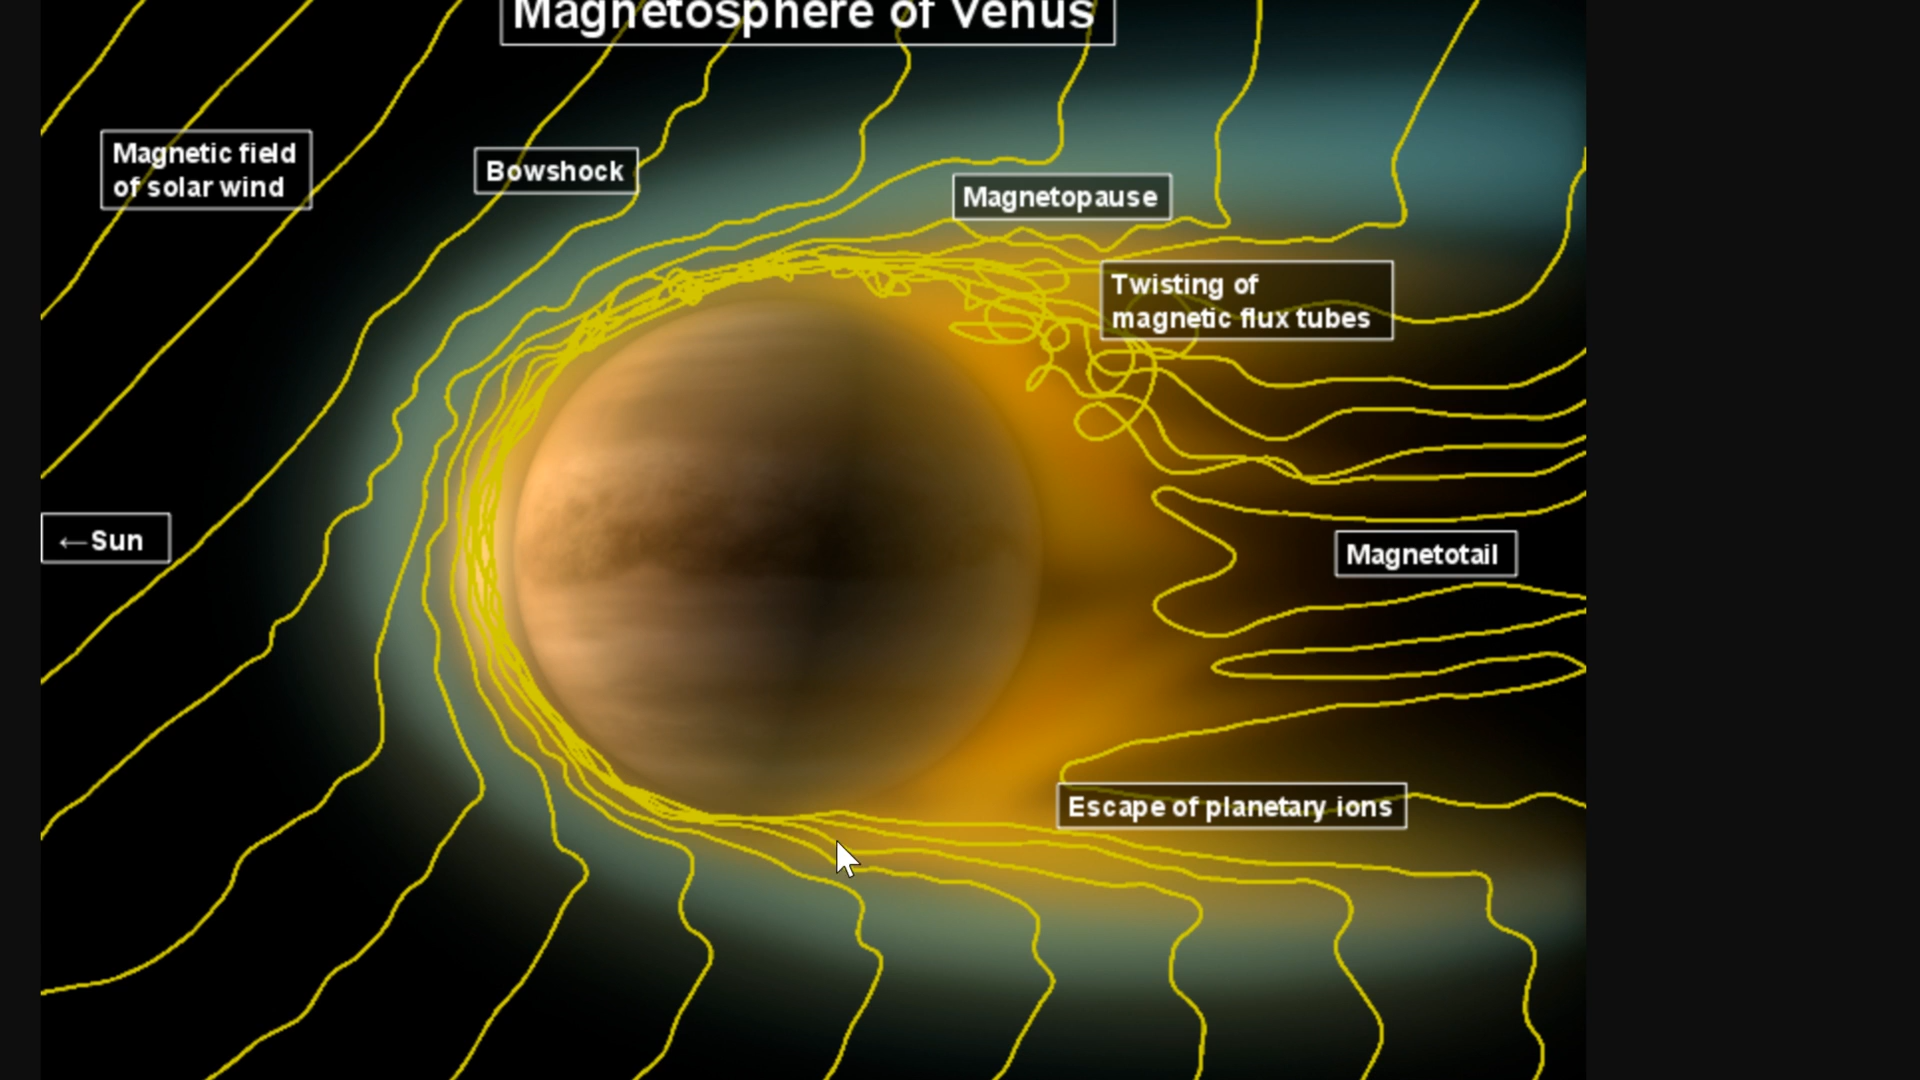 Magnetosphere of Venus
Magnetic field
of solar wind
Bowshock
Magnetopause
Twisting of
magnetic flux tubes
←Sun
Magnetotail
Escape of planetary ions